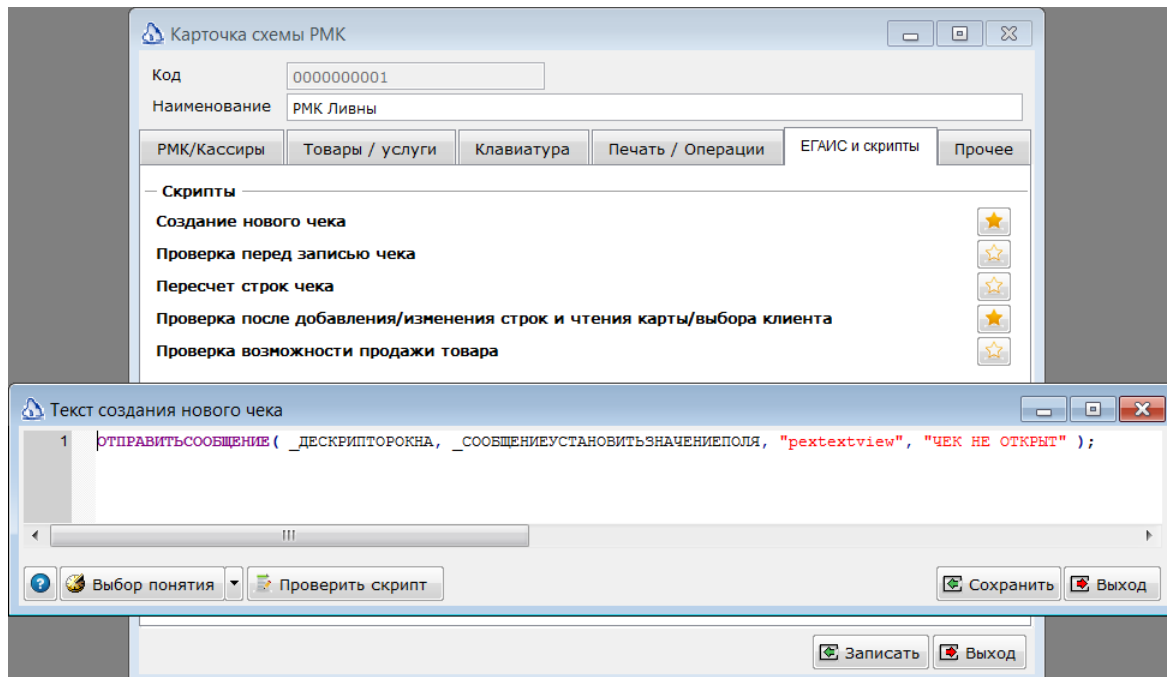 Карточка схемы РМК
Код 0000000001
Наименование РМК Ливны
РМК/Кассиры Товары / услуги Клавиатура Печать / Операции ЕГАИС и скрипты Прочее
Скрипты
Создание нового чека
Проверка перед записью чека
Пересчет строк чека
Проверка после добавления/изменения строк и чтения карты/выбора клиента
Проверка возможности продажи товара
Текст создания нового чека
1 ОТПРАВИТЬСООБЩЕНИЕ( _ДЕСКРИПТОРОКНА, _СООБЩЕНИЕУСТАНОВИТЬЗНАЧЕНИЕПОЛЯ, "pextextview", "ЧЕК НЕ ОТКРЫТ" );
? Выбор понятия Проверить скрипт Сохранить Выход
Записать Выход